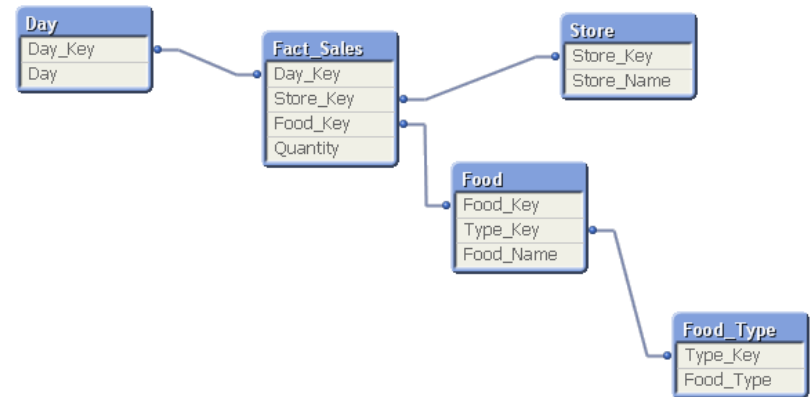 Day
Day_Key
Day
Fact_Sales
Day_Key
Store_Key
Food_Key
Quantity
Store
Store_Key
Store_Name
Food
Food_Key
Type_Key
Food_Name
Food_Type
Type_Key
Food_Type